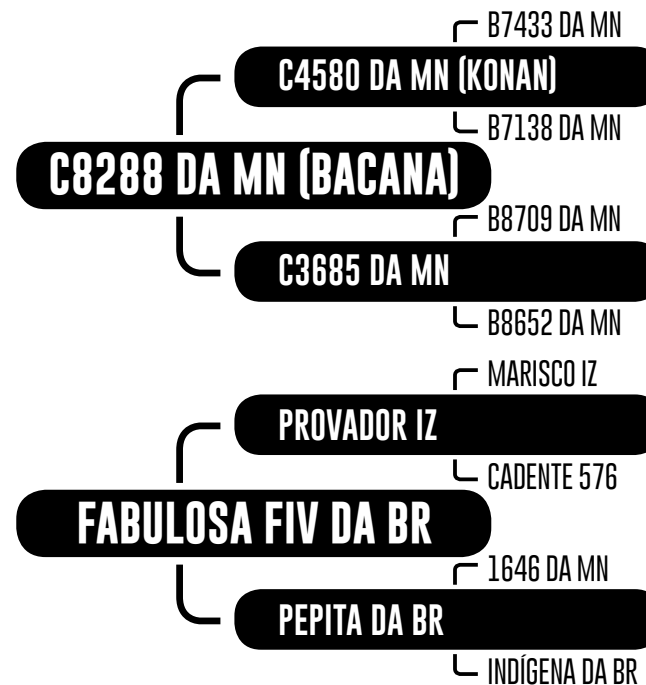 B7433 DA MN
C4580 DA MN (KONAN)
B7138 DA MN
C8288 DA MN (BACANA)
B8709 DA MN
C3685 DA MN
B8652 DA MN
MARISCO IZ
PROVADOR IZ
CADENTE 576
FABULOSA FIV DA BR
1646 DA MN
PEPITA DA BR
INDÍGENA DA BR